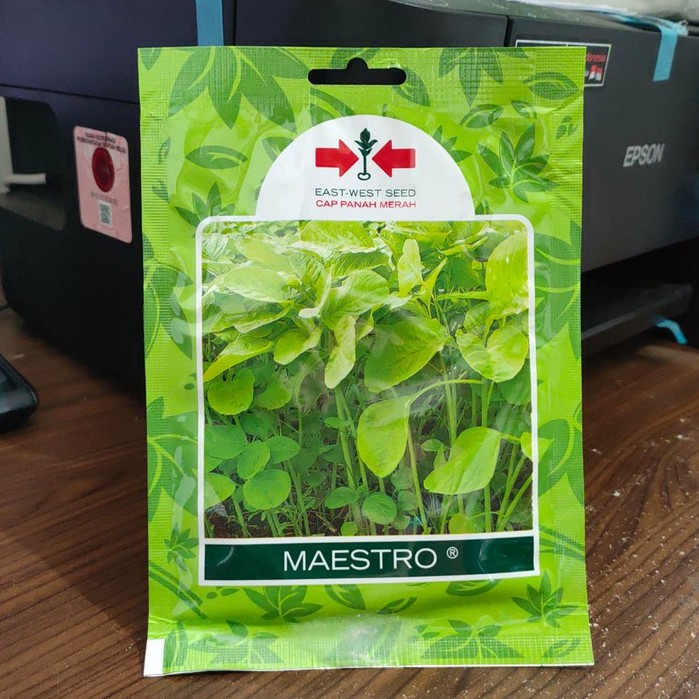 EAST-WEST SEED
CAP PANAH MERAH
MAESTRO ®
EPSON